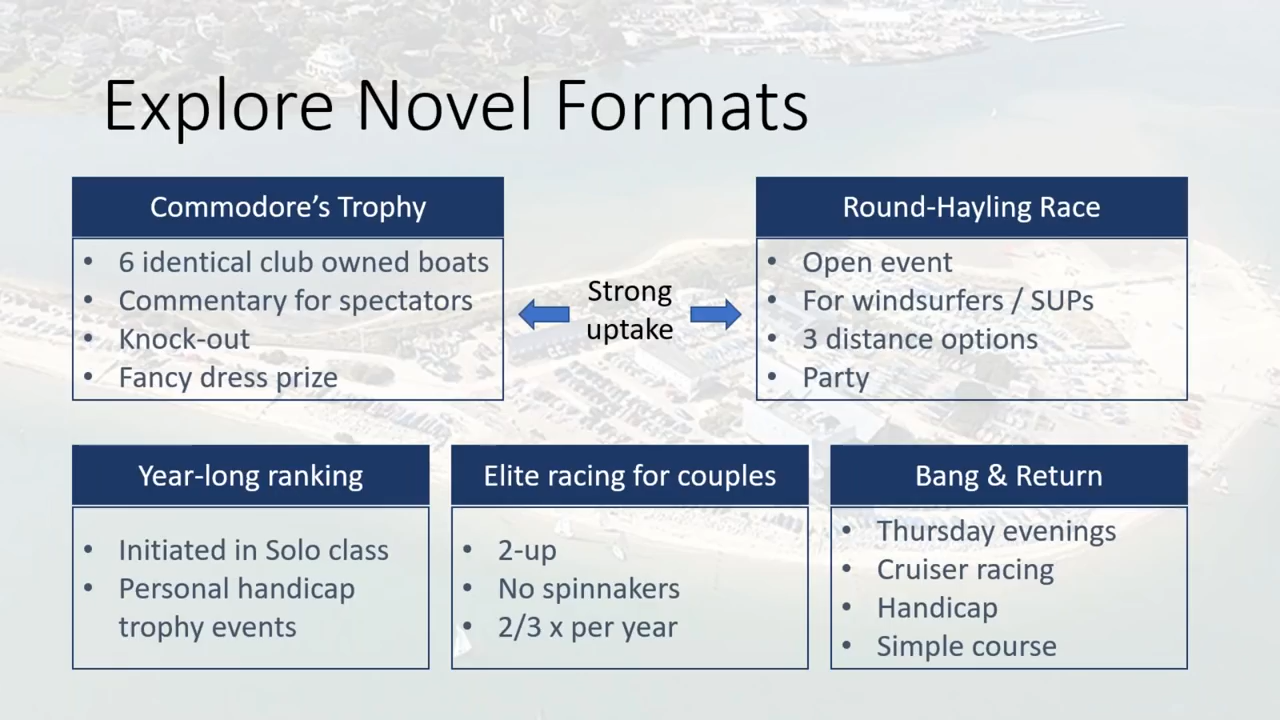 Explore Novel Formats
Commodore’s Trophy
• 6 identical club owned boats
• Commentary for spectators
• Knock-out
• Fancy dress prize
Strong
uptake
Round-Hayling Race
• Open event
• For windsurfers / SUPs
• 3 distance options
• Party
Year-long ranking
• Initiated in Solo class
• Personal handicap
trophy events
Elite racing for couples
• 2-up
• No spinnakers
• 2/3 x per year
Bang & Return
• Thursday evenings
• Cruiser racing
• Handicap
• Simple course